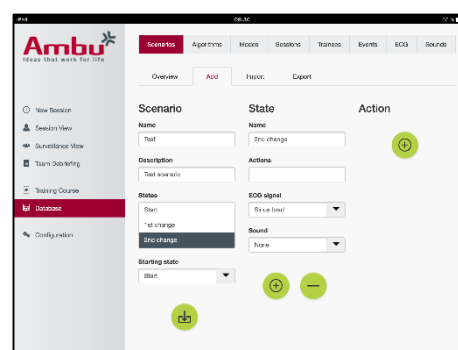 iPad 08.30
Ambu
Ideas that work for life
Scenarios Algorithms Modes Sessions Trainees Events ECG Sounds
Overview Add Import Export
New Session
Session View
Surveillance View
Team Debriefing
Training Course
Database
Configuration
Scenario State Action
Name Name
Test 2nd change
Description Actions
Test scenario
States ECG signal
Start Sinus brad
1st change
2nd change Sound
None
Starting state
Start